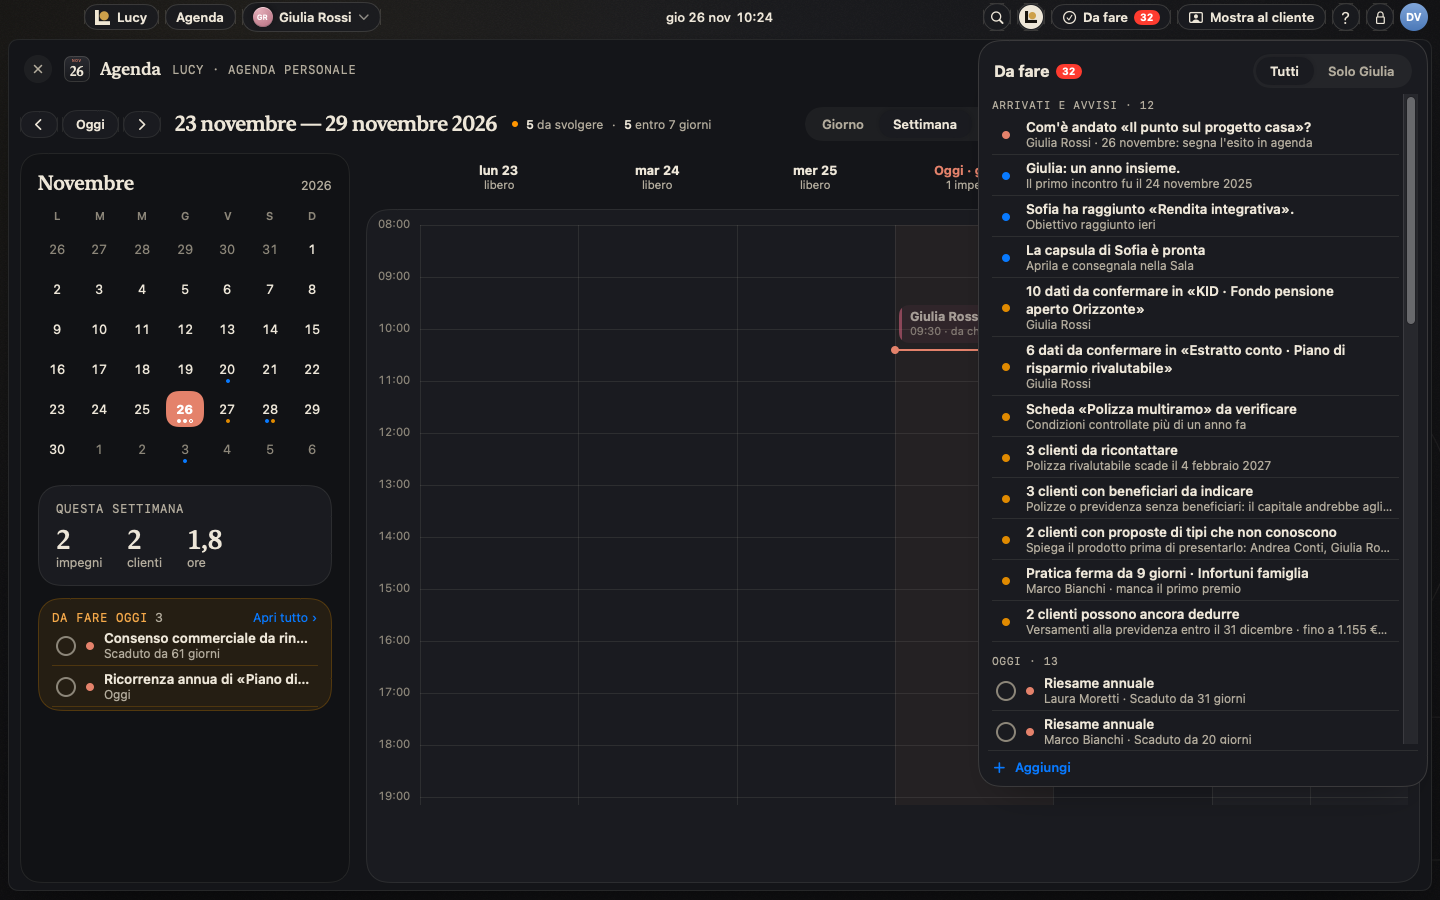 Lucy
Agenda
GR Giulia Rossi
gio 26 nov 10:24
Da fare 32
Mostra al cliente
?
DV
NOV
26
Agenda
LUCY · AGENDA PERSONALE
Oggi
23 novembre — 29 novembre 2026
5 da svolgere · 5 entro 7 giorni
Giorno
Settimana
Novembre 2026
L M M G V S D
26 27 28 29 30 31 1
2 3 4 5 6 7 8
9 10 11 12 13 14 15
16 17 18 19 20 21 22
23 24 25 26 27 28 29
30 1 2 3 4 5 6
QUESTA SETTIMANA
2 2 1,8
impegni clienti ore
DA FARE OGGI 3 Apri tutto ›
Consenso commerciale da rin...
Scaduto da 61 giorni
Ricorrenza annua di «Piano di...
Oggi
lun 23
libero
mar 24
libero
mer 25
libero
Oggi · g
1 impe
08:00
09:00
10:00
11:00
12:00
13:00
14:00
15:00
16:00
17:00
18:00
19:00
Giulia Ross
09:30 · da ch
Da fare 32
Tutti
Solo Giulia
ARRIVATI E AVVISI · 12
Com'è andato «Il punto sul progetto casa»?
Giulia Rossi · 26 novembre: segna l'esito in agenda
Giulia: un anno insieme.
Il primo incontro fu il 24 novembre 2025
Sofia ha raggiunto «Rendita integrativa».
Obiettivo raggiunto ieri
La capsula di Sofia è pronta
Aprila e consegnala nella Sala
10 dati da confermare in «KID · Fondo pensione
aperto Orizzonte»
Giulia Rossi
6 dati da confermare in «Estratto conto · Piano di
risparmio rivalutabile»
Giulia Rossi
Scheda «Polizza multiramo» da verificare
Condizioni controllate più di un anno fa
3 clienti da ricontattare
Polizza rivalutabile scade il 4 febbraio 2027
3 clienti con beneficiari da indicare
Polizze o previdenza senza beneficiari: il capitale andrebbe agli...
2 clienti con proposte di tipi che non conoscono
Spiega il prodotto prima di presentarlo: Andrea Conti, Giulia Ro...
Pratica ferma da 9 giorni · Infortuni famiglia
Marco Bianchi · manca il primo premio
2 clienti possono ancora dedurre
Versamenti alla previdenza entro il 31 dicembre · fino a 1.155 €...
OGGI · 13
Riesame annuale
Laura Moretti · Scaduto da 31 giorni
Riesame annuale
Marco Bianchi · Scaduto da 20 giorni
+ Aggiungi